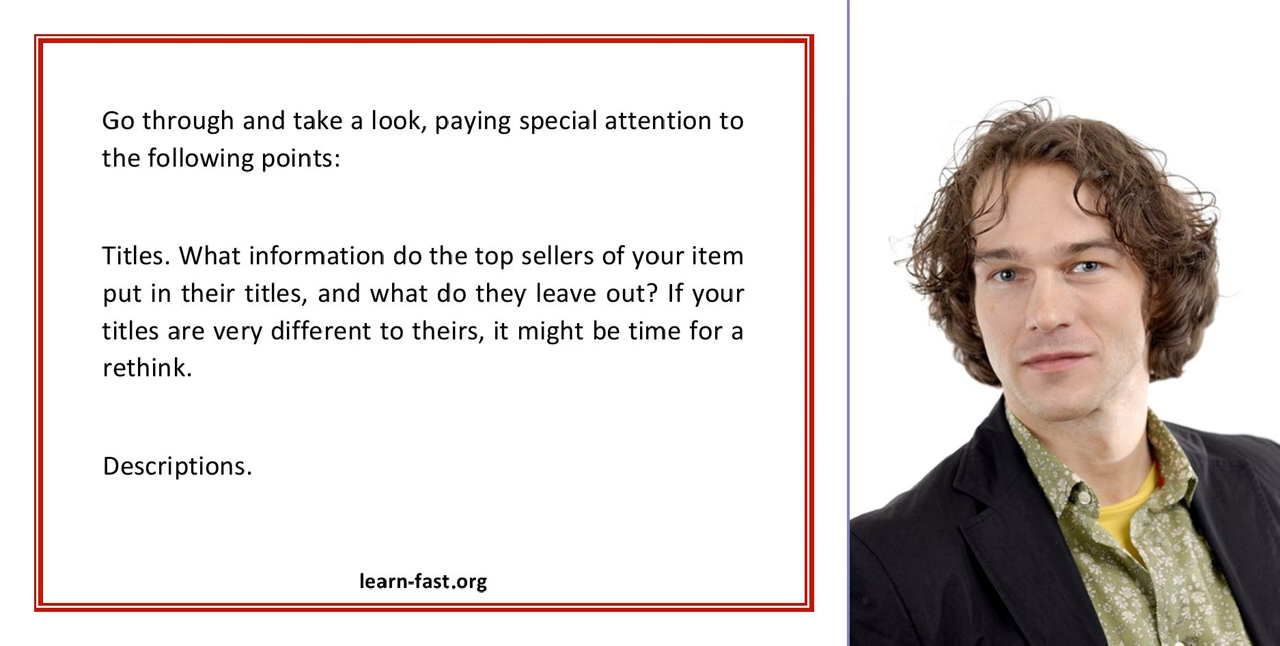 Go through and take a look, paying special attention to
the following points:
Titles. What information do the top sellers of your item
put in their titles, and what do they leave out? If your
titles are very different to theirs, it might be time for a
rethink.
Descriptions.
learn-fast.org